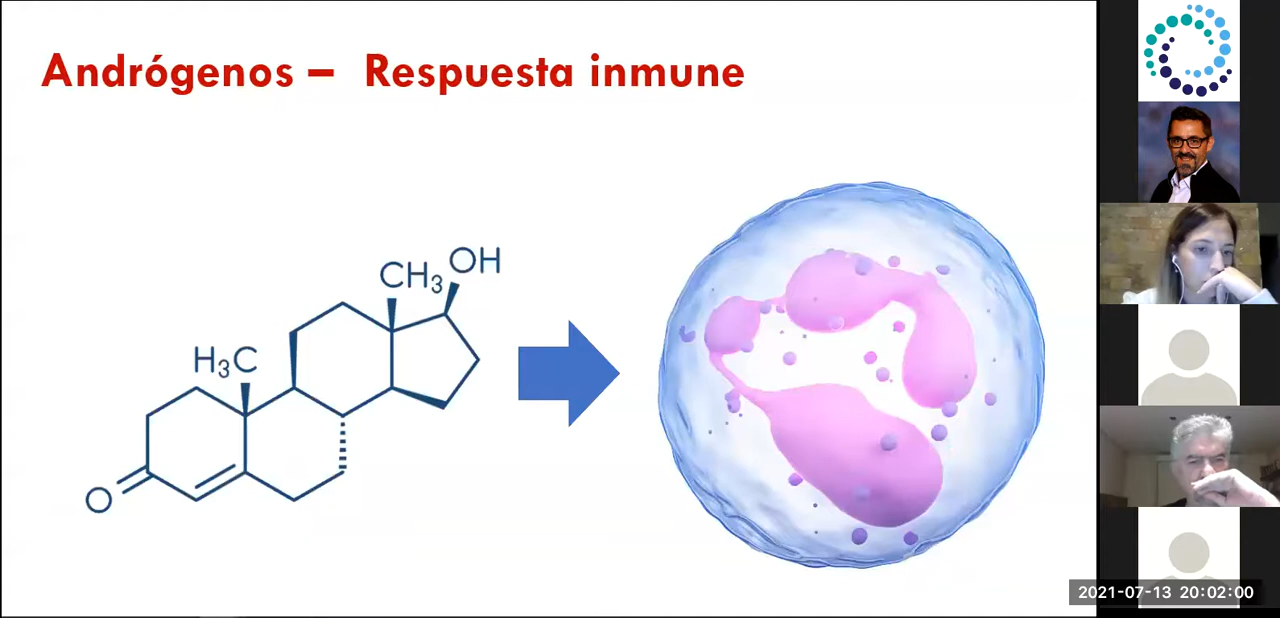 Andrógenos – Respuesta inmune
CH3
OH
H3C
O
2021-07-13 20:02:00